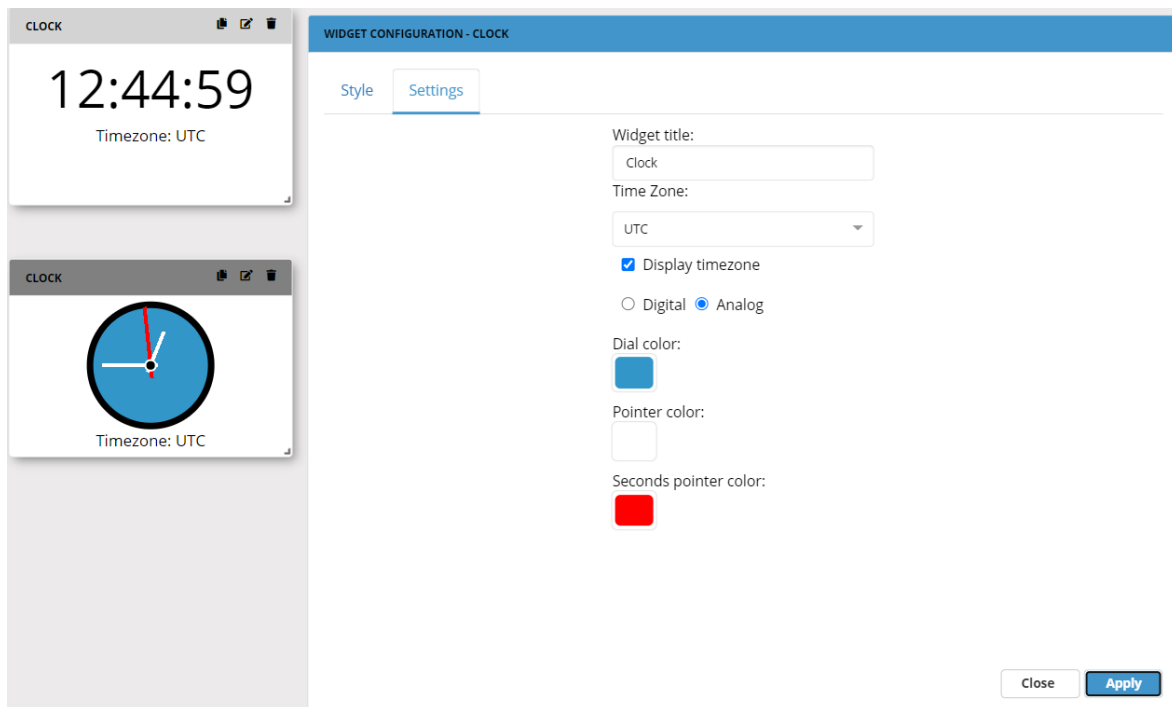 CLOCK
12:44:59
Timezone: UTC
CLOCK
Timezone: UTC
WIDGET CONFIGURATION - CLOCK
Style
Settings
Widget title:
Clock
Time Zone:
UTC
Display timezone
Digital Analog
Dial color:
Pointer color:
Seconds pointer color:
Close Apply